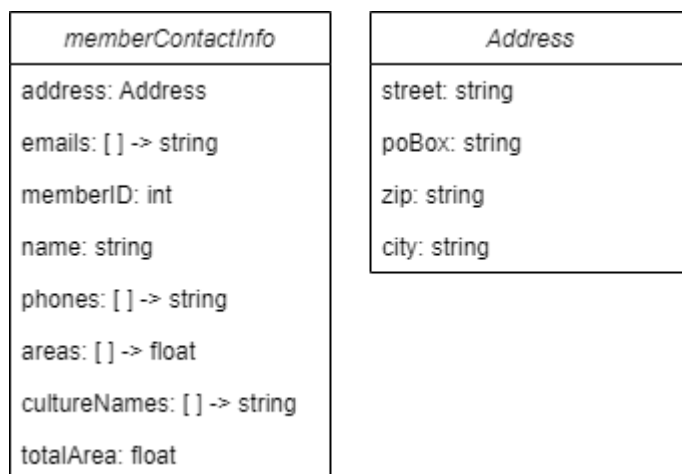 memberContactInfo
address: Address
emails: [ ] -> string
memberID: int
name: string
phones: [ ] -> string
areas: [ ] -> float
cultureNames: [ ] -> string
totalArea: float
Address
street: string
poBox: string
zip: string
city: string